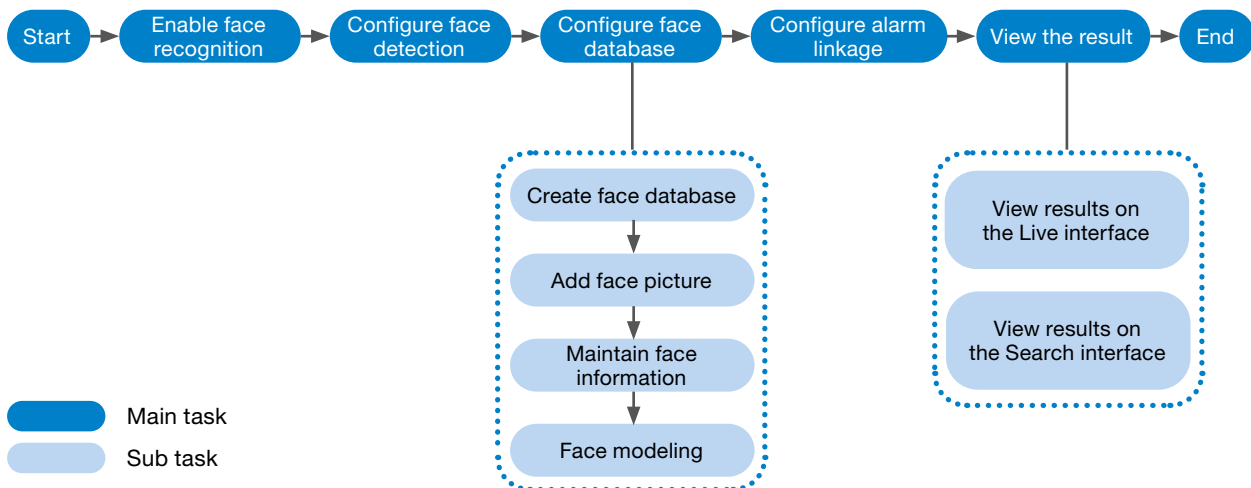 Start
Enable face
recognition
Configure face
detection
Configure face
database
Configure alarm
linkage
View the result
End
Create face database
Add face picture
Maintain face
information
Face modeling
View results on
the Live interface
View results on
the Search interface
Main task
Sub task